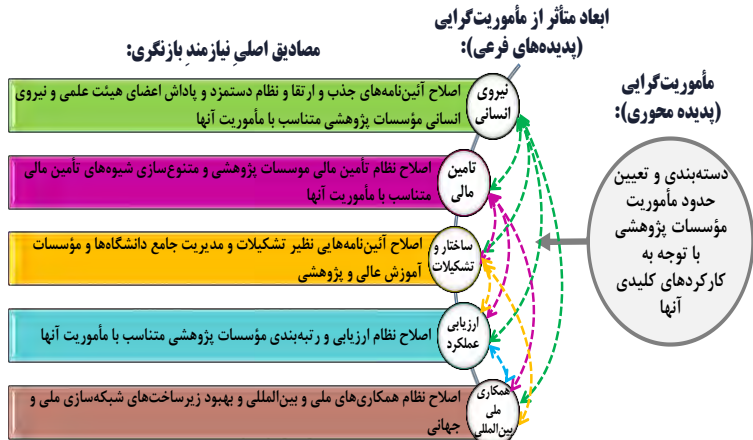 مأموریت‌گرایی
(پدیده محوری):
دسته‌بندی و تعیین
حدود مأموریت
مؤسسات پژوهشی
با توجه به
کارکردهای کلیدی
آنها
ابعاد متأثر از مأموریت‌گرایی
(پدیده‌های فرعی):
مصادیق اصلیِ نیازمندِ بازنگری:
نیروی
انسانی
اصلاح آئین‌نامه‌های جذب و ارتقا و نظام دستمزد و پاداش اعضای هیئت علمی و نیروی
انسانی مؤسسات پژوهشی متناسب با مأموریت آنها
تامین
مالی
اصلاح نظام تأمین مالی موسسات پژوهشی و متنوع‌سازی شیوه‌های تأمین مالی
متناسب با مأموریت آنها
ساختار و
تشکیلات
اصلاح آئین‌نامه‌هایی نظیر تشکیلات و مدیریت جامع دانشگاه‌ها و مؤسسات
آموزش عالی و پژوهشی
ارزیابی
عملکرد
اصلاح نظام ارزیابی و رتبه‌بندی مؤسسات پژوهشی متناسب با مأموریت آنها
همکاری
ملی
بین‌المللی
اصلاح نظام همکاری‌های ملی و بین‌المللی و بهبود زیرساخت‌های شبکه‌سازی ملی و
جهانی